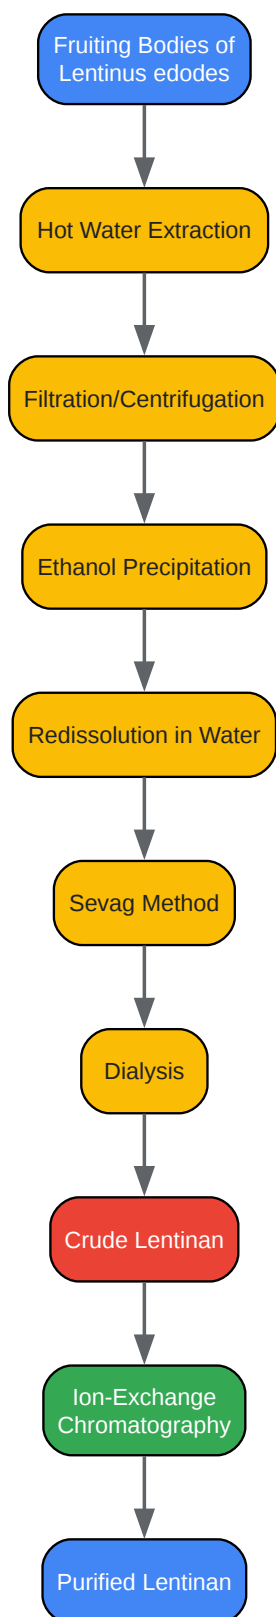 Fruiting Bodies of
Lentinus edodes
Hot Water Extraction
Filtration/Centrifugation
Ethanol Precipitation
Redissolution in Water
Sevag Method
Dialysis
Crude Lentinan
Ion-Exchange
Chromatography
Purified Lentinan